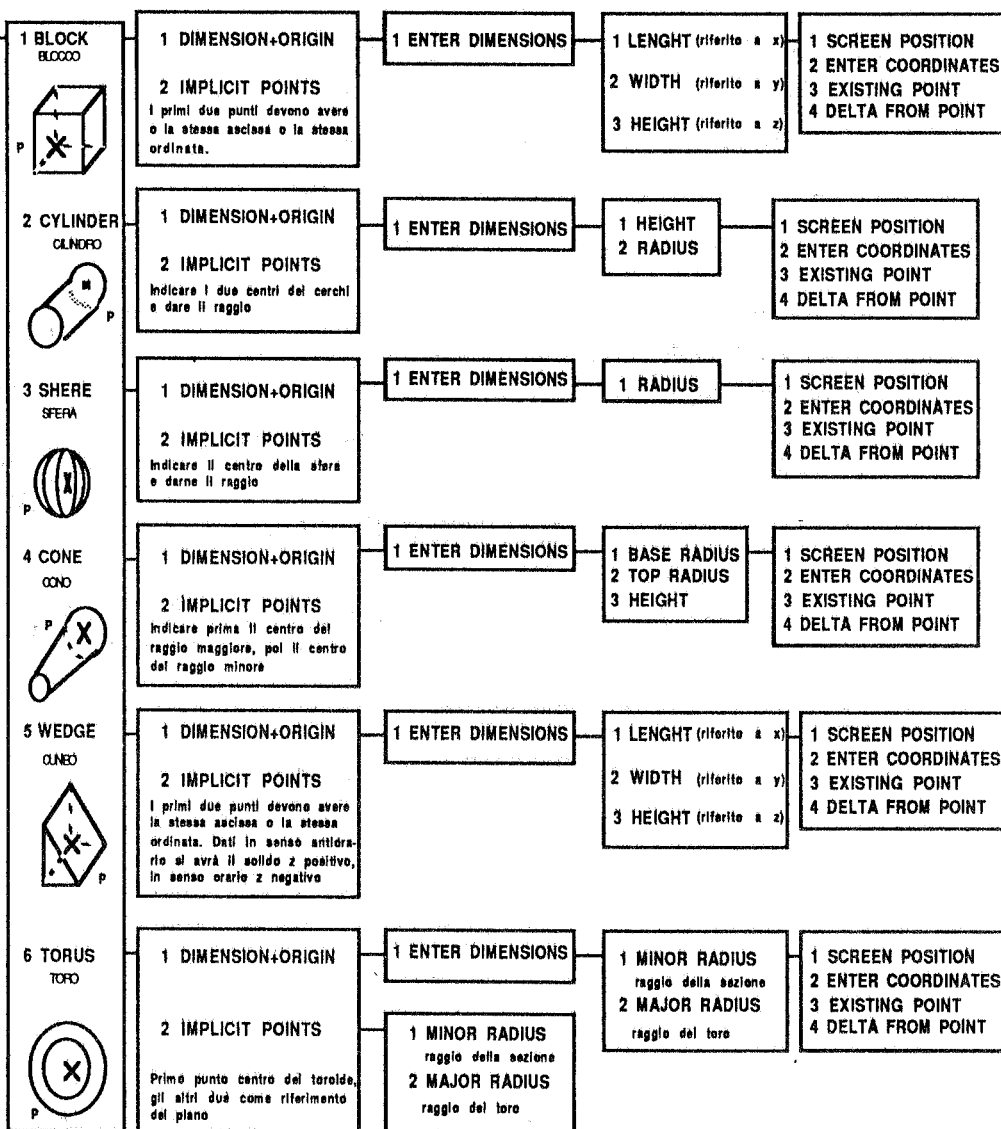 1 BLOCK
BLOCCO
P
1 DIMENSION+ORIGIN
2 IMPLICIT POINTS
I primi due punti devono avere
o la stessa ascissa o la stessa
ordinata.
1 ENTER DIMENSIONS
1 LENGHT (riferito a x)
2 WIDTH (riferito a y)
3 HEIGHT (riferito a z)
1 SCREEN POSITION
2 ENTER COORDINATES
3 EXISTING POINT
4 DELTA FROM POINT
2 CYLINDER
CILINDRO
P
1 DIMENSION+ORIGIN
2 IMPLICIT POINTS
Indicare i due centri dei cerchi
e dare il raggio
1 ENTER DIMENSIONS
1 HEIGHT
2 RADIUS
1 SCREEN POSITION
2 ENTER COORDINATES
3 EXISTING POINT
4 DELTA FROM POINT
3 SHERE
SFERA
P
1 DIMENSION+ORIGIN
2 IMPLICIT POINTS
Indicare il centro della sfera
e darne il raggio
1 ENTER DIMENSIONS
1 RADIUS
1 SCREEN POSITION
2 ENTER COORDINATES
3 EXISTING POINT
4 DELTA FROM POINT
4 CONE
CONO
P
1 DIMENSION+ORIGIN
2 IMPLICIT POINTS
Indicare prima il centro del
raggio maggiore, poi il centro
del raggio minore
1 ENTER DIMENSIONS
1 BASE RADIUS
2 TOP RADIUS
3 HEIGHT
1 SCREEN POSITION
2 ENTER COORDINATES
3 EXISTING POINT
4 DELTA FROM POINT
5 WEDGE
CUNEO
P
1 DIMENSION+ORIGIN
2 IMPLICIT POINTS
I primi due punti devono avere
la stessa ascissa o la stessa
ordinata. Dati in senso antiora-
rio si avrà il solido z positivo,
in senso orario z negativo
1 ENTER DIMENSIONS
1 LENGHT (riferito a x)
2 WIDTH (riferito a y)
3 HEIGHT (riferito a z)
1 SCREEN POSITION
2 ENTER COORDINATES
3 EXISTING POINT
4 DELTA FROM POINT
6 TORUS
TORO
P
1 DIMENSION+ORIGIN
2 IMPLICIT POINTS
Primo punto centro del toroide,
gli altri due come riferimento
del piano
1 ENTER DIMENSIONS
1 MINOR RADIUS
raggio della sezione
2 MAJOR RADIUS
raggio del toro
1 MINOR RADIUS
raggio della sezione
2 MAJOR RADIUS
raggio del toro
1 SCREEN POSITION
2 ENTER COORDINATES
3 EXISTING POINT
4 DELTA FROM POINT